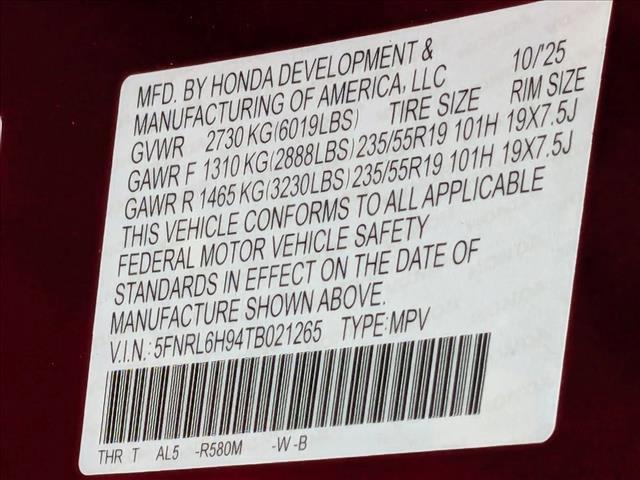 MFD. BY HONDA DEVELOPMENT & 10/'25
MANUFACTURING OF AMERICA, LLC
GVWR 2730 KG(6019LBS) TIRE SIZE RIM SIZE
GAWR F 1310 KG(2888LBS) 235/55R19 101H 19X7.5J
GAWR R 1465 KG(3230LBS) 235/55R19 101H 19X7.5J
THIS VEHICLE CONFORMS TO ALL APPLICABLE
FEDERAL MOTOR VEHICLE SAFETY
STANDARDS IN EFFECT ON THE DATE OF
MANUFACTURE SHOWN ABOVE.
V.I.N.: 5FNRL6H94TB021265 TYPE:MPV
THR T AL5 -R580M -W -B